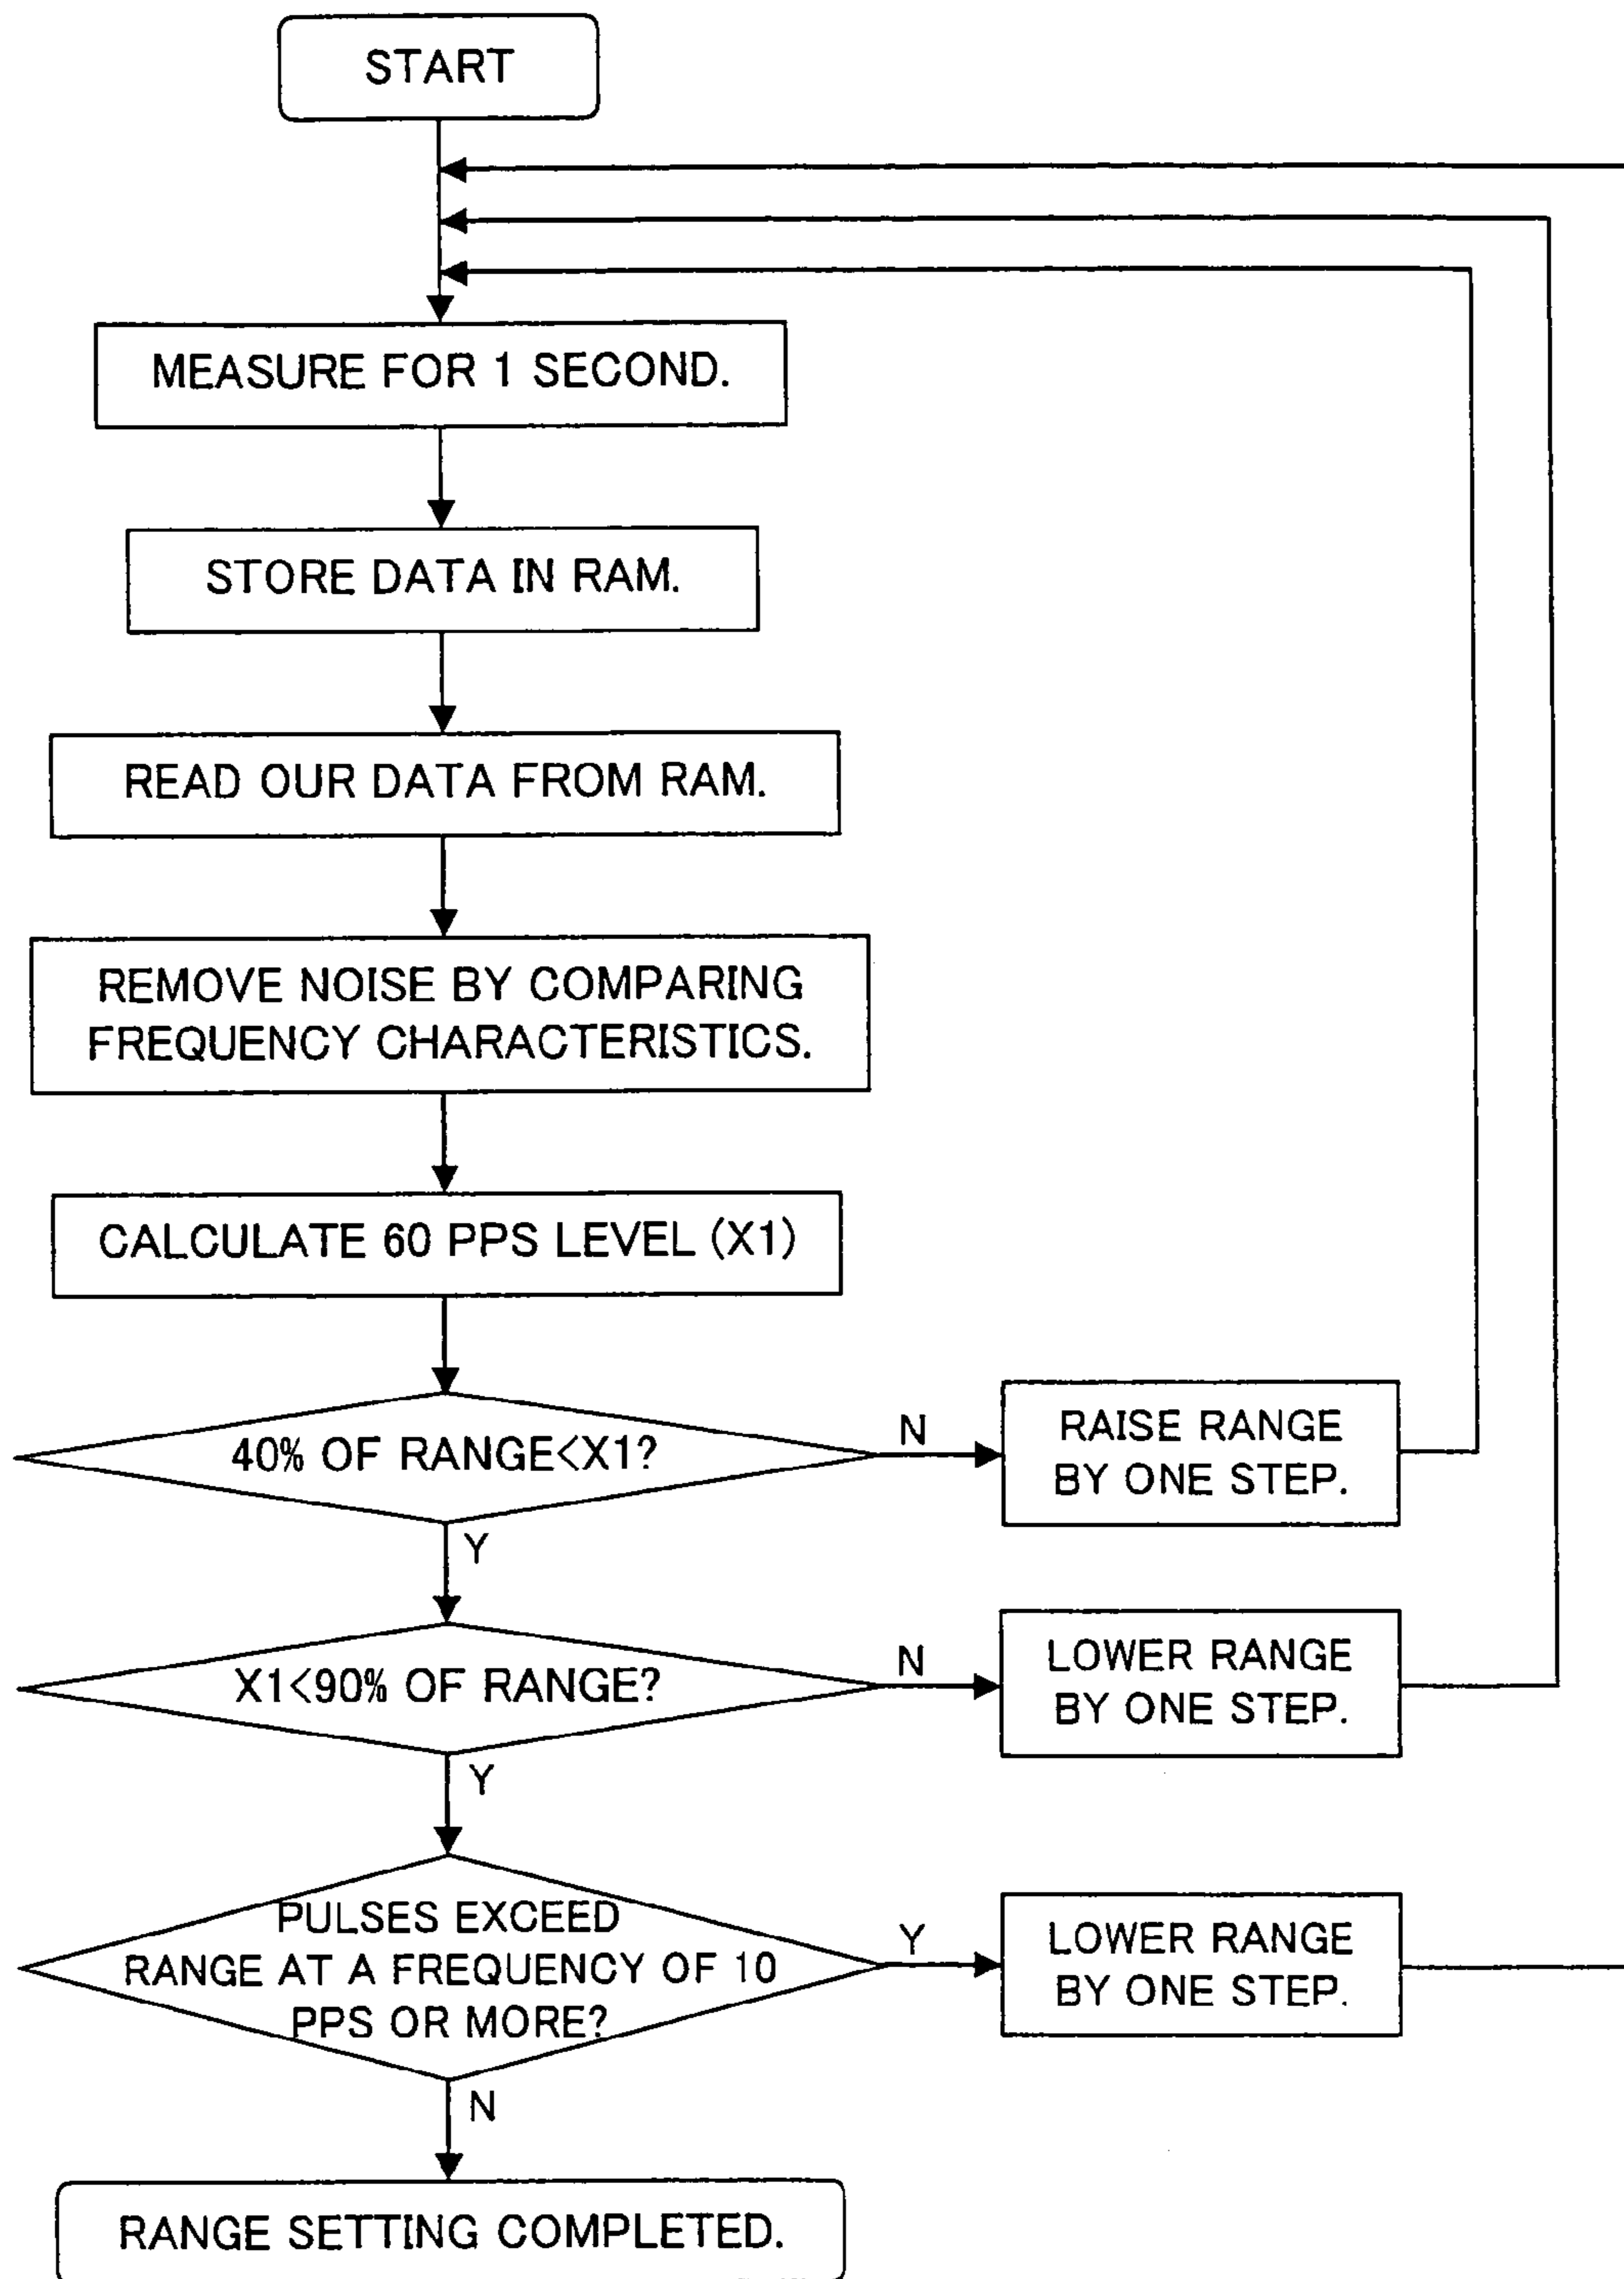 START
MEASURE FOR 1 SECOND.
STORE DATA IN RAM.
READ OUR DATA FROM RAM.
REMOVE NOISE BY COMPARING
FREQUENCY CHARACTERISTICS.
CALCULATE 60 PPS LEVEL (X1)
40% OF RANGE<X1?
N
RAISE RANGE
BY ONE STEP.
Y
X1<90% OF RANGE?
N
LOWER RANGE
BY ONE STEP.
Y
PULSES EXCEED
RANGE AT A FREQUENCY OF 10
PPS OR MORE?
Y
LOWER RANGE
BY ONE STEP.
N
RANGE SETTING COMPLETED.